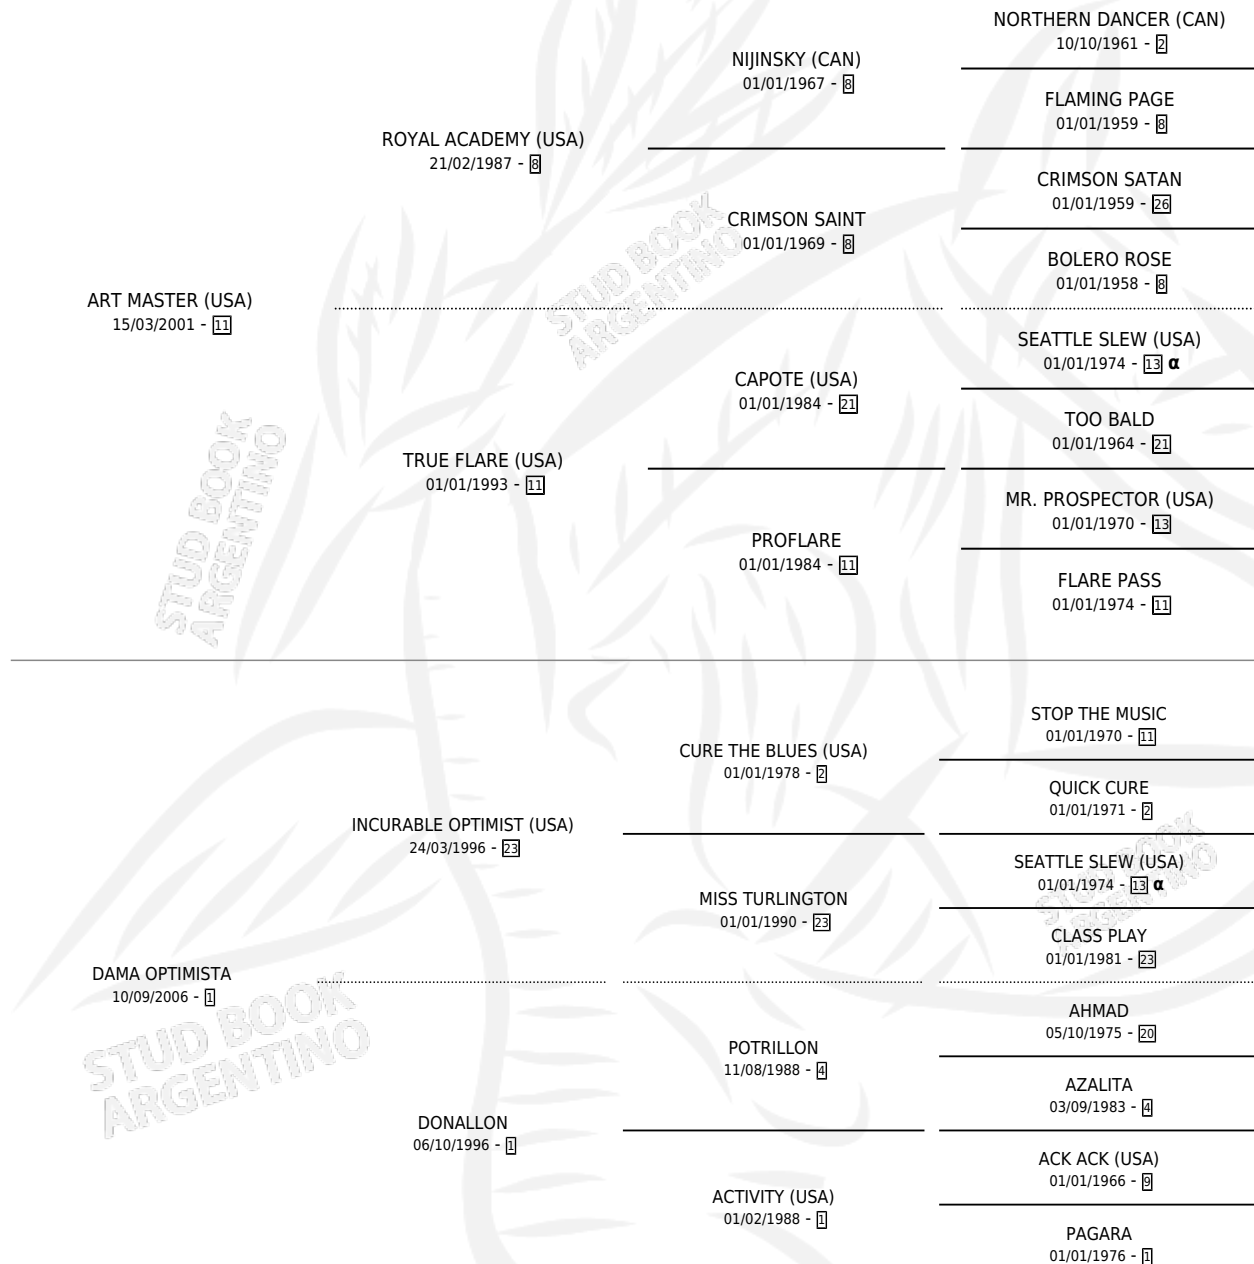 NORTHERN DANCER (CAN)
10/10/1961 - 2
NIJINSKY (CAN)
01/01/1967 - 8
FLAMING PAGE
01/01/1959 - 8
ROYAL ACADEMY (USA)
21/02/1987 - 8
CRIMSON SATAN
01/01/1959 - 26
CRIMSON SAINT
01/01/1969 - 8
BOLERO ROSE
01/01/1958 - 8
ART MASTER (USA)
15/03/2001 - 11
SEATTLE SLEW (USA)
01/01/1974 - 13 α
CAPOTE (USA)
01/01/1984 - 21
TOO BALD
01/01/1964 - 21
TRUE FLARE (USA)
01/01/1993 - 11
MR. PROSPECTOR (USA)
01/01/1970 - 13
PROFLARE
01/01/1984 - 11
FLARE PASS
01/01/1974 - 11
STOP THE MUSIC
01/01/1970 - 11
CURE THE BLUES (USA)
01/01/1978 - 2
QUICK CURE
01/01/1971 - 2
INCURABLE OPTIMIST (USA)
24/03/1996 - 23
SEATTLE SLEW (USA)
01/01/1974 - 13 α
MISS TURLINGTON
01/01/1990 - 23
CLASS PLAY
01/01/1981 - 23
DAMA OPTIMISTA
10/09/2006 - 1
AHMAD
05/10/1975 - 20
POTRILLON
11/08/1988 - 4
AZALITA
03/09/1983 - 4
DONALLON
06/10/1996 - 1
ACK ACK (USA)
01/01/1966 - 9
ACTIVITY (USA)
01/02/1988 - 1
PAGARA
01/01/1976 - 1
STUD BOOK
ARGENTINO
STUD BOOK
ARGENTINO
STUD BOOK
ARGENTINO
STUD BOOK
ARGENTINO